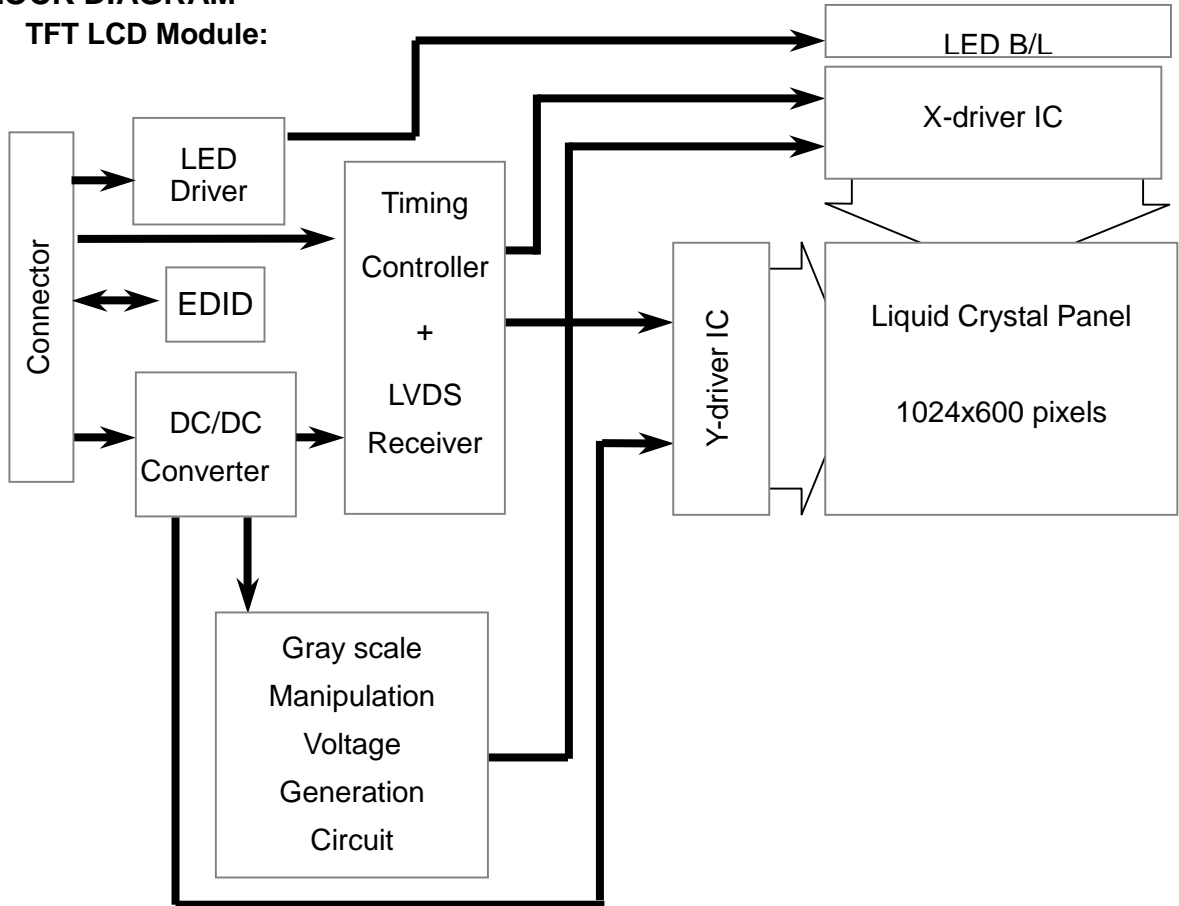 DIAGRAM
TFT LCD Module:
LED B/L
X-driver IC
LED
Driver
Timing
Controller
+
LVDS
Receiver
Connector
EDID
Y-driver IC
Liquid Crystal Panel
1024x600 pixels
DC/DC
Converter
Gray scale
Manipulation
Voltage
Generation
Circuit